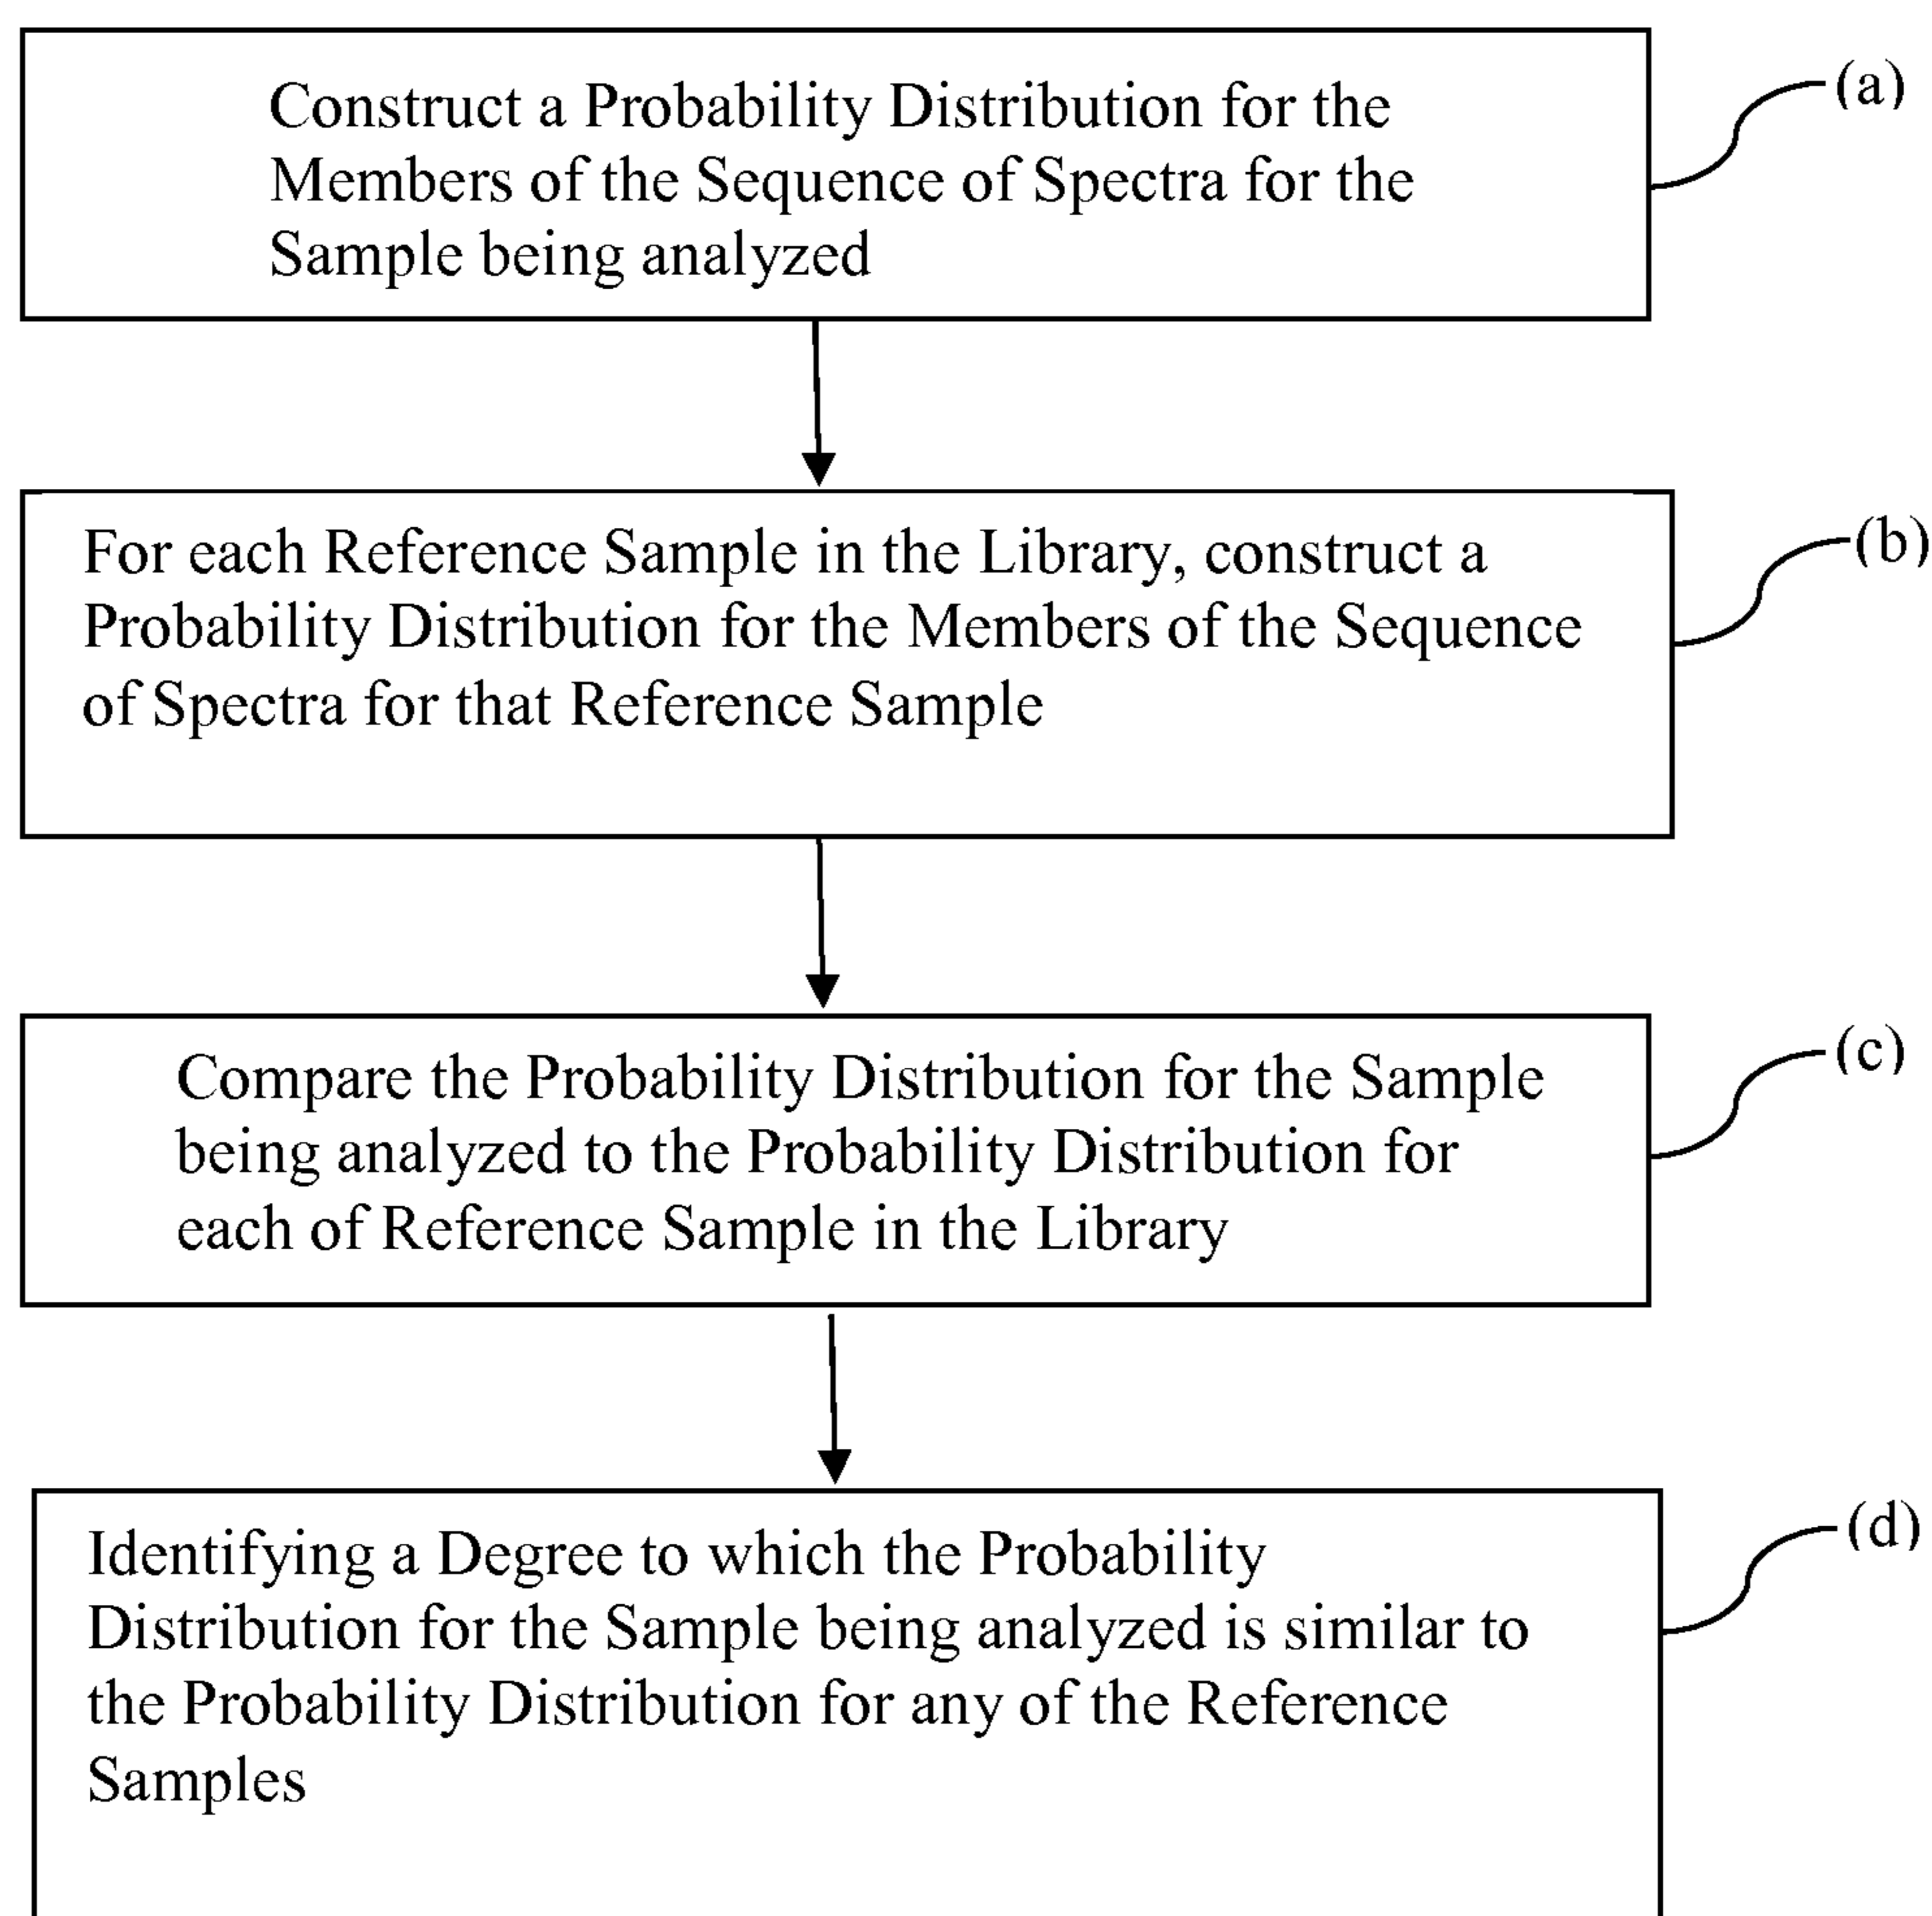 Construct a Probability Distribution for the
Members of the Sequence of Spectra for the
Sample being analyzed
(a)
For each Reference Sample in the Library, construct a
Probability Distribution for the Members of the Sequence
of Spectra for that Reference Sample
(b)
Compare the Probability Distribution for the Sample
being analyzed to the Probability Distribution for
each of Reference Sample in the Library
(c)
Identifying a Degree to which the Probability
Distribution for the Sample being analyzed is similar to
the Probability Distribution for any of the Reference
Samples
(d)